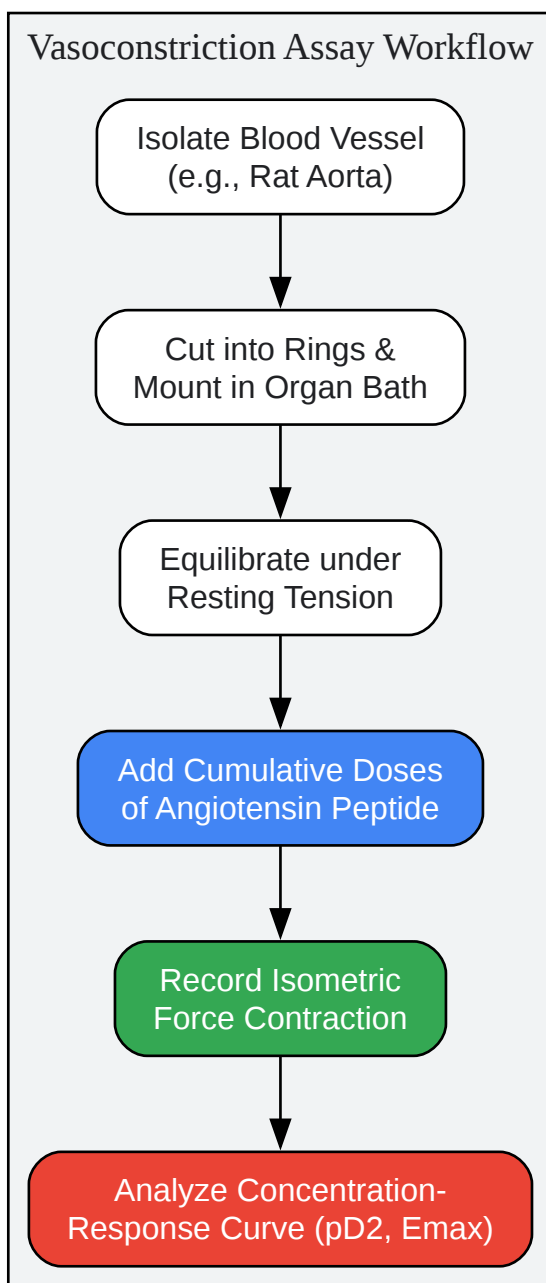 Vasoconstriction Assay Workflow
Isolate Blood Vessel
(e.g., Rat Aorta)
Cut into Rings &
Mount in Organ Bath
Equilibrate under
Resting Tension
Add Cumulative Doses
of Angiotensin Peptide
Record Isometric
Force Contraction
Analyze Concentration-
Response Curve (pD2, Emax)